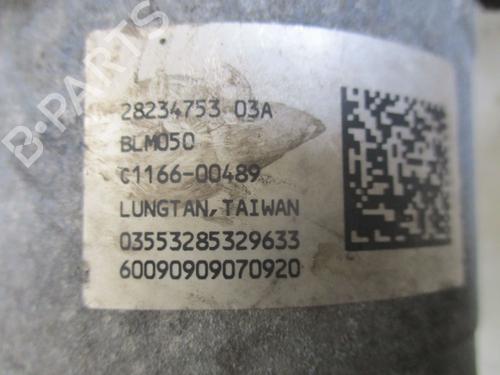 28234753 03A
BLM050
C1166-00489
LUNGTAN, TAIWAN
03553285329633
60090909070920
B-PARTS